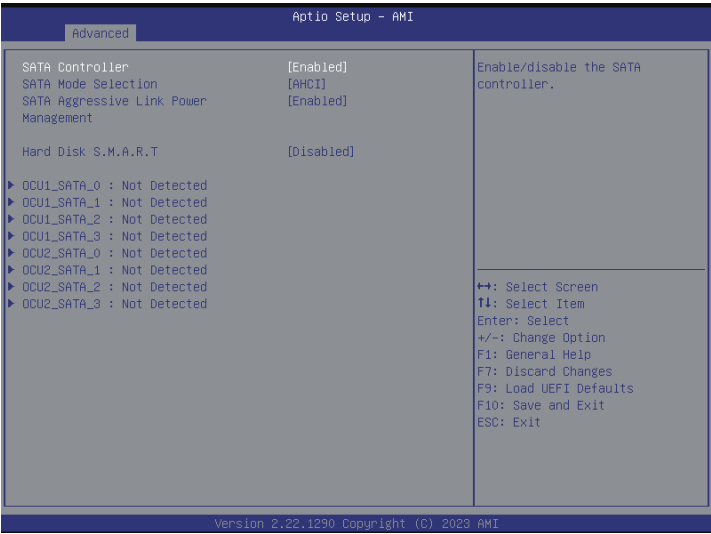 Aptio Setup – AMI
Advanced
SATA Controller [Enabled]
SATA Mode Selection [AHCI]
SATA Aggressive Link Power [Enabled]
Management
Hard Disk S.M.A.R.T [Disabled]
OCU1_SATA_0 : Not Detected
OCU1_SATA_1 : Not Detected
OCU1_SATA_2 : Not Detected
OCU1_SATA_3 : Not Detected
OCU2_SATA_0 : Not Detected
OCU2_SATA_1 : Not Detected
OCU2_SATA_2 : Not Detected
OCU2_SATA_3 : Not Detected
Enable/disable the SATA
controller.
↔: Select Screen
↑↓: Select Item
Enter: Select
+/-: Change Option
F1: General Help
F7: Discard Changes
F9: Load UEFI Defaults
F10: Save and Exit
ESC: Exit
Version 2.22.1290 Copyright (C) 2023 AMI